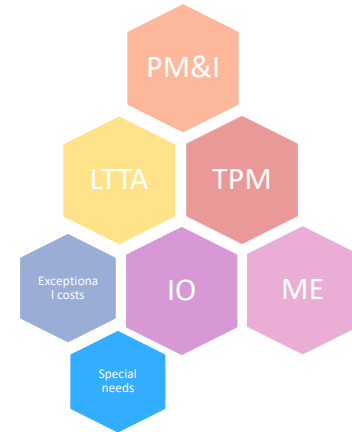 PM&I
LTTA
TPM
Exceptiona
l costs
IO
ME
Special
needs